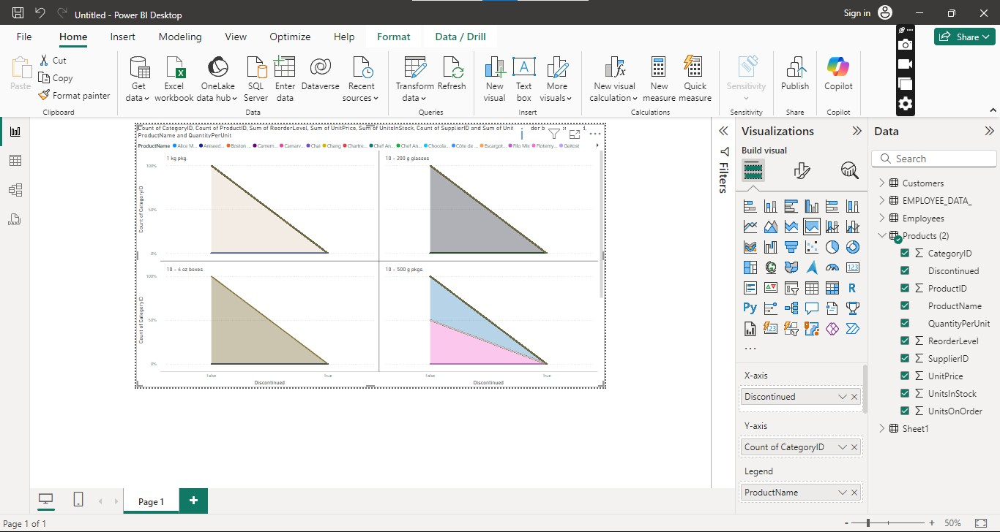 Untitled - Power BI Desktop
Sign in
File Home Insert Modeling View Optimize Help Format Data / Drill
Share
Paste
Cut
Copy
Format painter
Clipboard
Get data
Excel workbook
OneLake data hub
SQL Server
Enter data
Dataverse
Recent sources
Data
Transform data
Refresh
Queries
New visual
Text box
More visuals
Insert
New visual calculation
New measure
Quick measure
Calculations
Sensitivity
Sensitivity
Publish
Share
Copilot
Copilot
Count of CategoryID, Count of ProductID, Sum of ReorderLevel, Sum of UnitPrice, Sum of UnitsInStock, Count of SupplierID and Sum of Unit
ProductName and QuantityPerUnit
ProductName Alice M... Aniseed... Boston ... Camem... Carnarv... Chai Chang Chartre... Chef An... Chef An... Chocola... Côte de ... Escargot... Filo Mix Flotemy... Geitost
1 kg pkg.
10 - 200 g glasses
100%
50%
0%
Count of CategoryID
10 - 4 oz boxes
10 - 500 g pkgs.
100%
50%
0%
Count of CategoryID
False True False True
Discontinued Discontinued
Filters
Visualizations
Build visual
X-axis
Discontinued
Y-axis
Count of CategoryID
Legend
ProductName
Data
Search
Customers
EMPLOYEE_DATA_
Employees
Products (2)
CategoryID
Discontinued
ProductID
ProductName
QuantityPerUnit
ReorderLevel
SupplierID
UnitPrice
UnitsInStock
UnitsOnOrder
Sheet1
Page 1
Page 1 of 1
50%